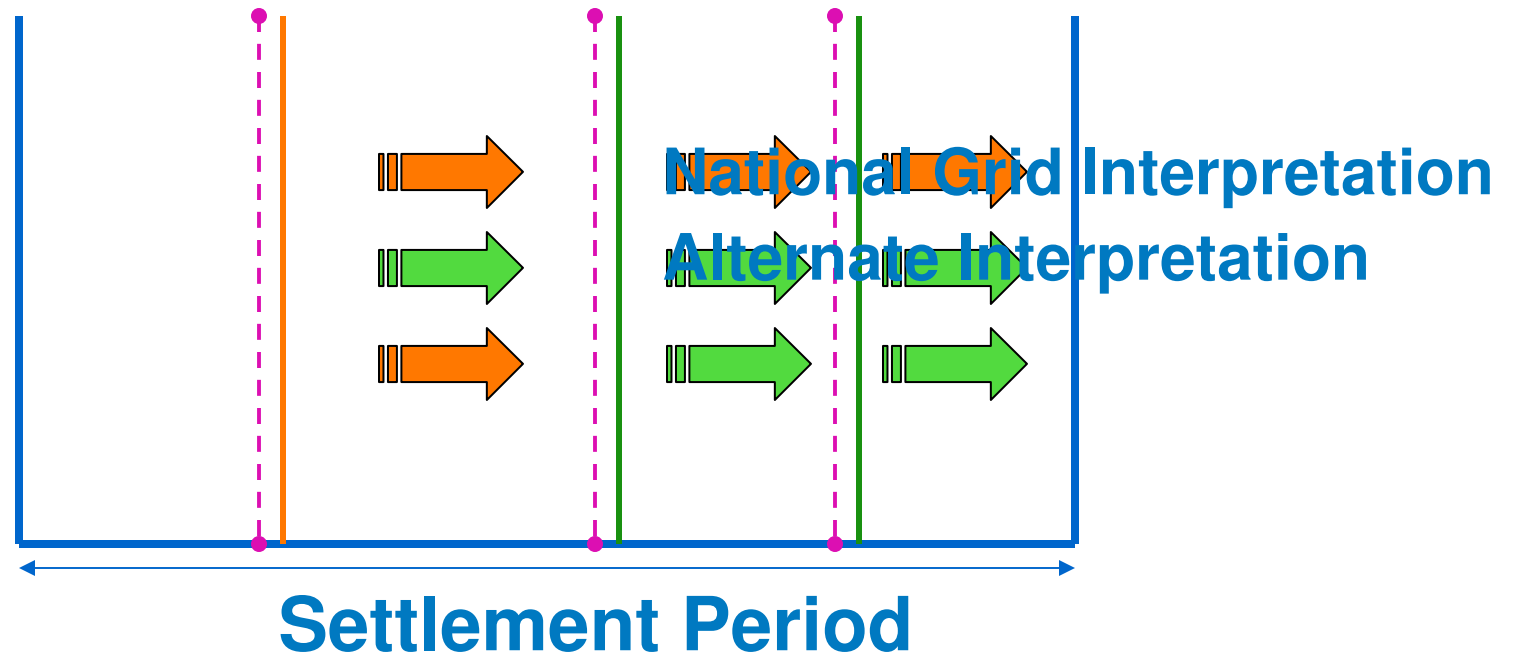 National Grid Interpretation
Alternate Interpretation
Settlement Period